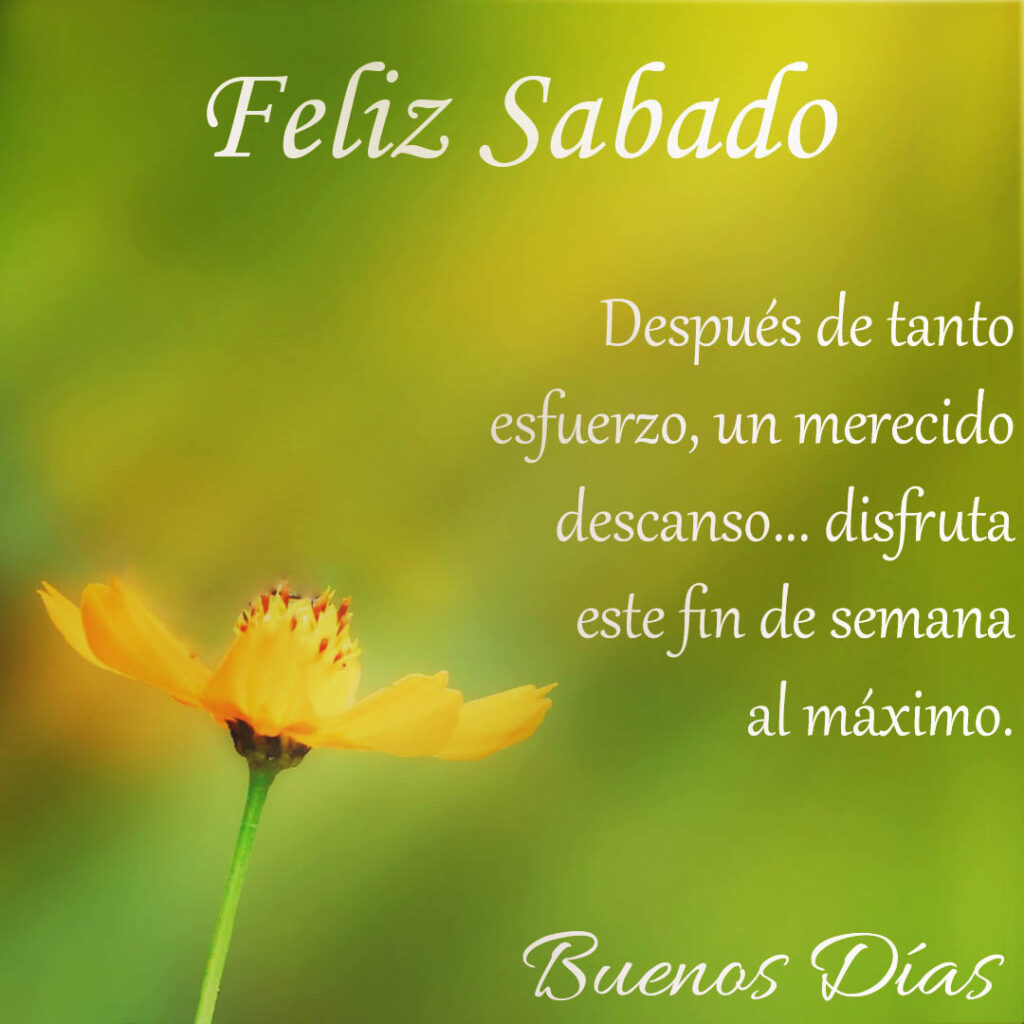 Feliz Sabado
Después de tanto
esfuerzo, un merecido
descanso... disfruta
este fin de semana
al máximo.
Buenos Días